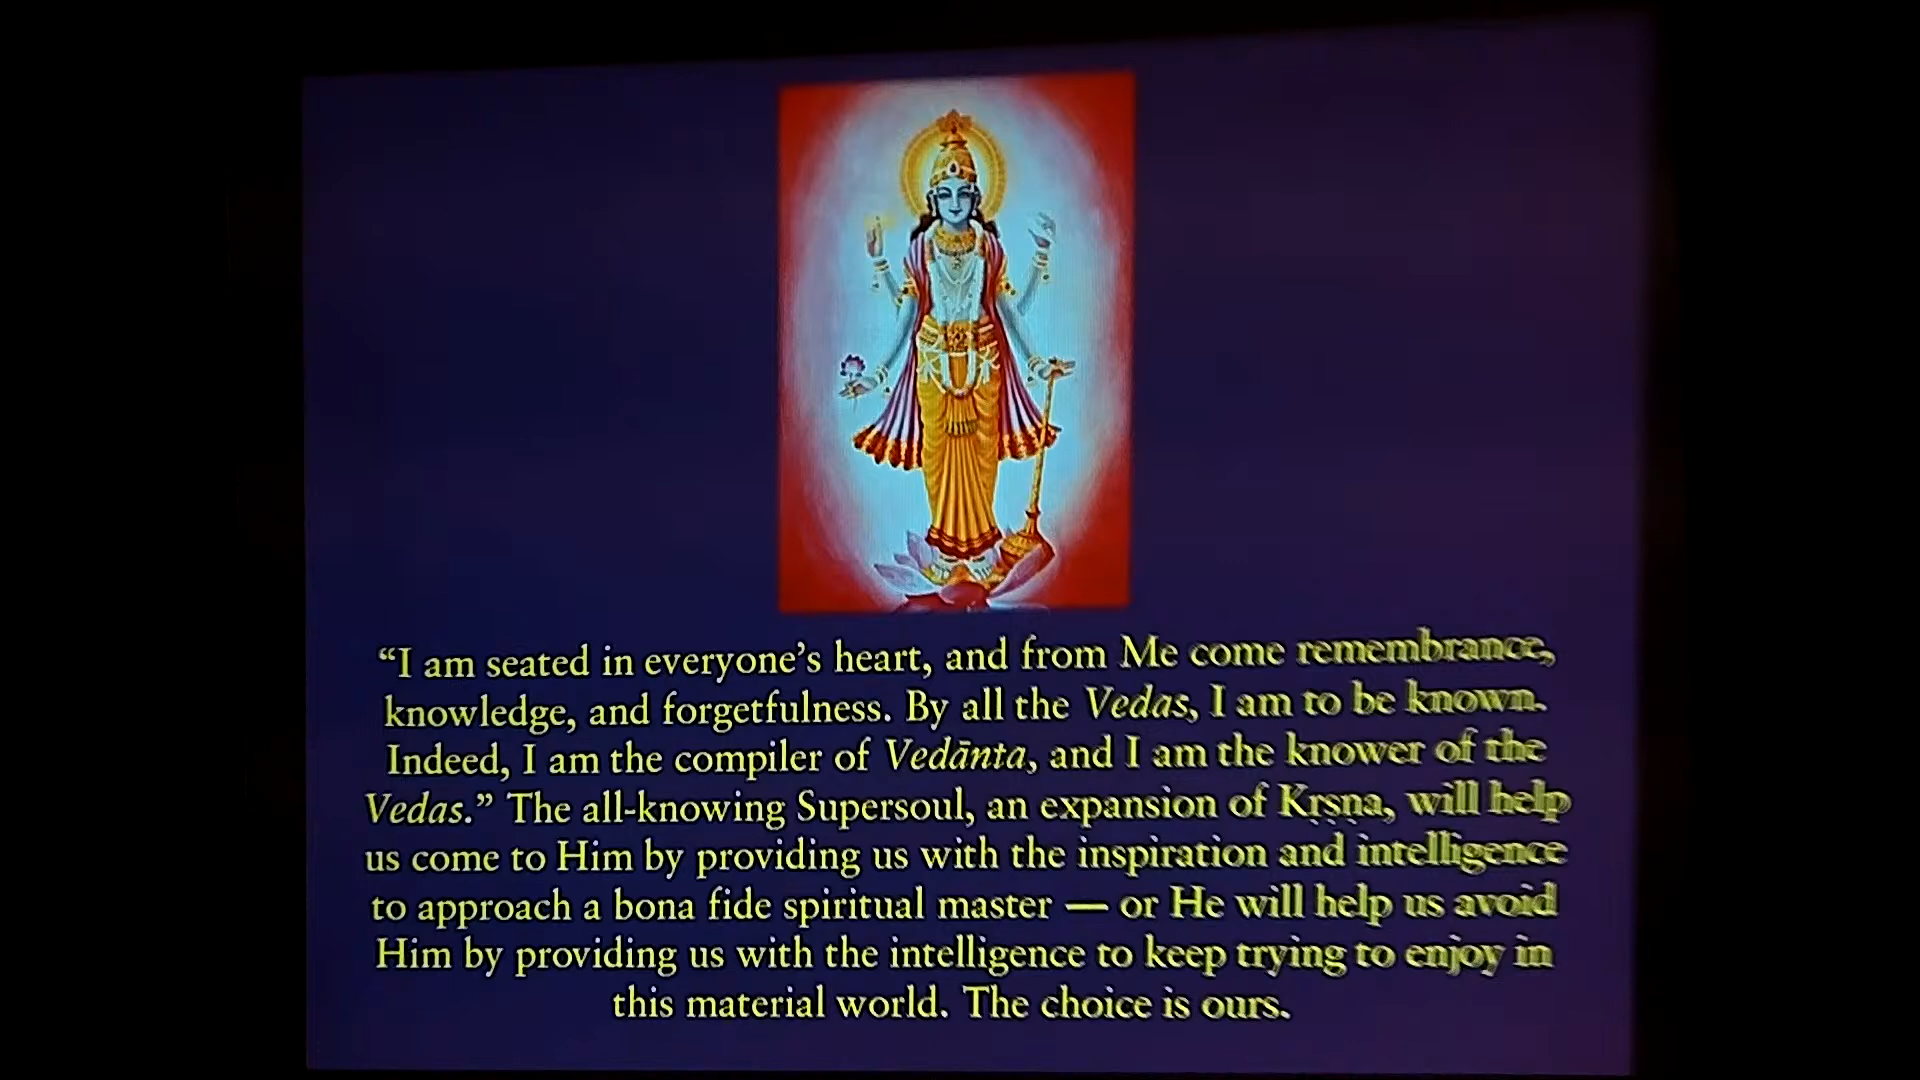 “I am seated in everyone’s heart, and from Me come remembrance,
knowledge, and forgetfulness. By all the Vedas, I am to be known.
Indeed, I am the compiler of Vedānta, and I am the knower of the
Vedas.” The all-knowing Supersoul, an expansion of Kṛṣṇa, will help
us come to Him by providing us with the inspiration and intelligence
to approach a bona fide spiritual master — or He will help us avoid
Him by providing us with the intelligence to keep trying to enjoy in
this material world. The choice is ours.